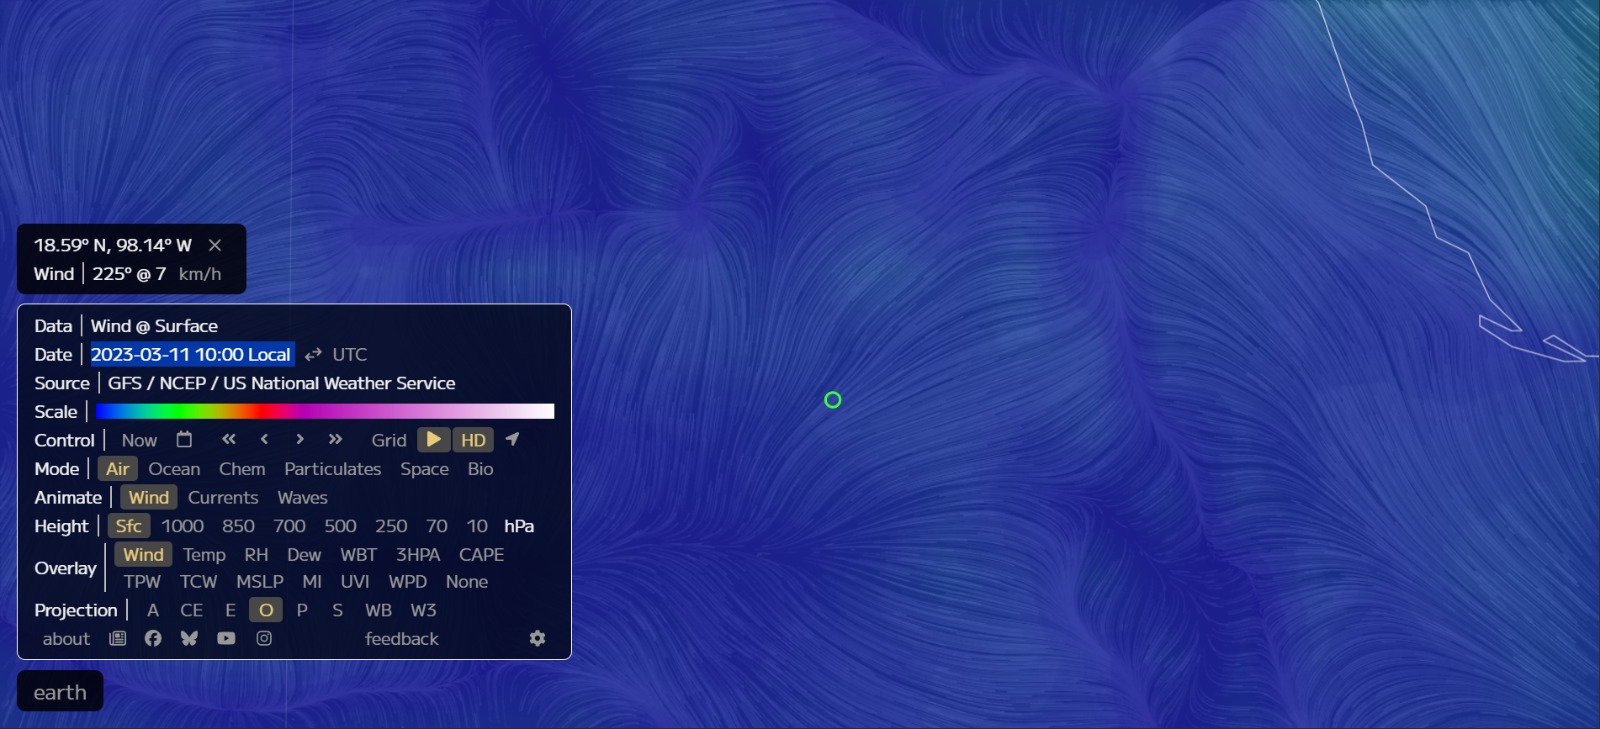 18.59° N, 98.14° W ×
Wind | 225° @ 7 km/h
Data | Wind @ Surface
Date | 2023-03-11 10:00 Local ⇄ UTC
Source | GFS / NCEP / US National Weather Service
Scale |
Control | Now « ‹ › » Grid HD
Mode | Air Ocean Chem Particulates Space Bio
Animate | Wind Currents Waves
Height | Sfc 1000 850 700 500 250 70 10 hPa
Overlay | Wind Temp RH Dew WBT 3HPA CAPE
TPW TCW MSLP MI UVI WPD None
Projection | A CE E O P S WB W3
about feedback
earth